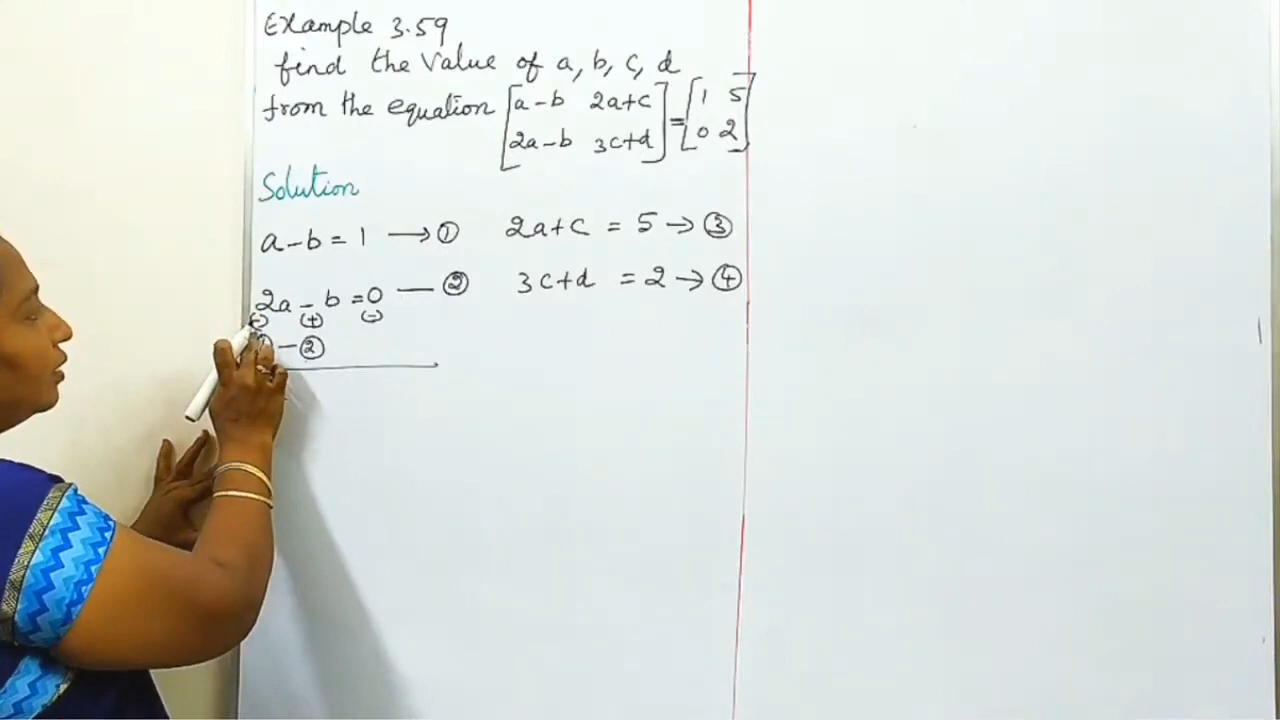 Example 3.59
find the value of a, b, c, d
from the equation [a-b 2a+c = [1 5
2a-b 3c+d] 0 2]
Solution
a-b = 1 → ①
2a - b = 0 — ②
(-) (+) (-)
① - ②
2a+c = 5 → ③
3c+d = 2 → ④